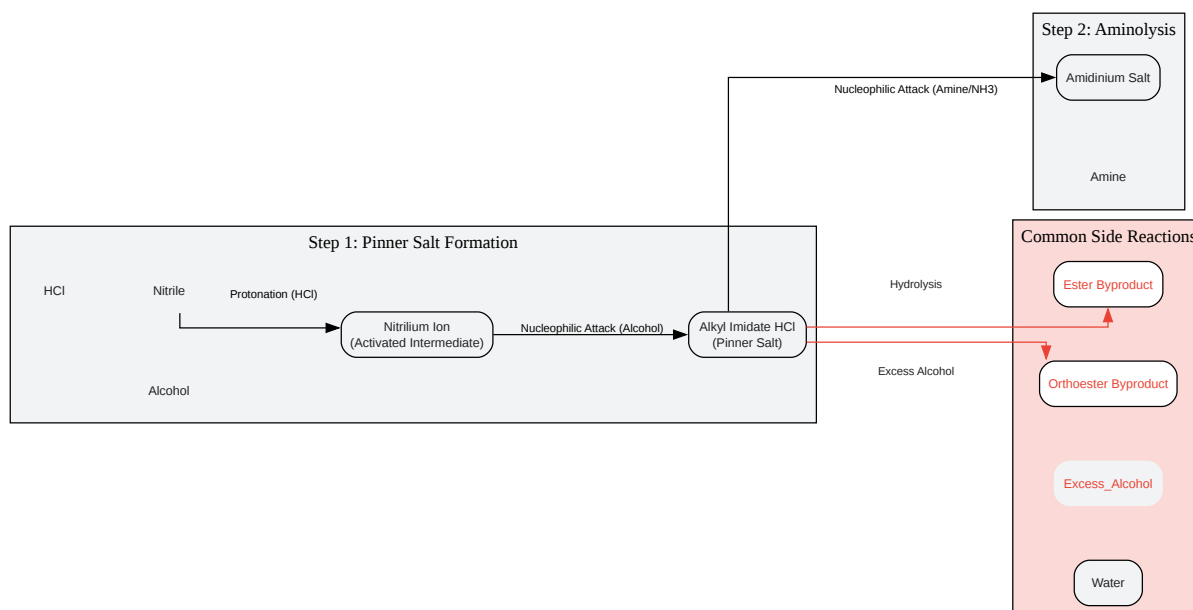 Step 2: Aminolysis
Amidinium Salt
Nucleophilic Attack (Amine/NH3)
Amine
Step 1: Pinner Salt Formation
Common Side Reactions
HCl
Nitrile
Protonation (HCl)
Hydrolysis
Ester Byproduct
Nitrilium Ion
(Activated Intermediate)
Nucleophilic Attack (Alcohol)
Alkyl Imidate HCl
(Pinner Salt)
Excess Alcohol
Orthoester Byproduct
Alcohol
Excess_Alcohol
Water